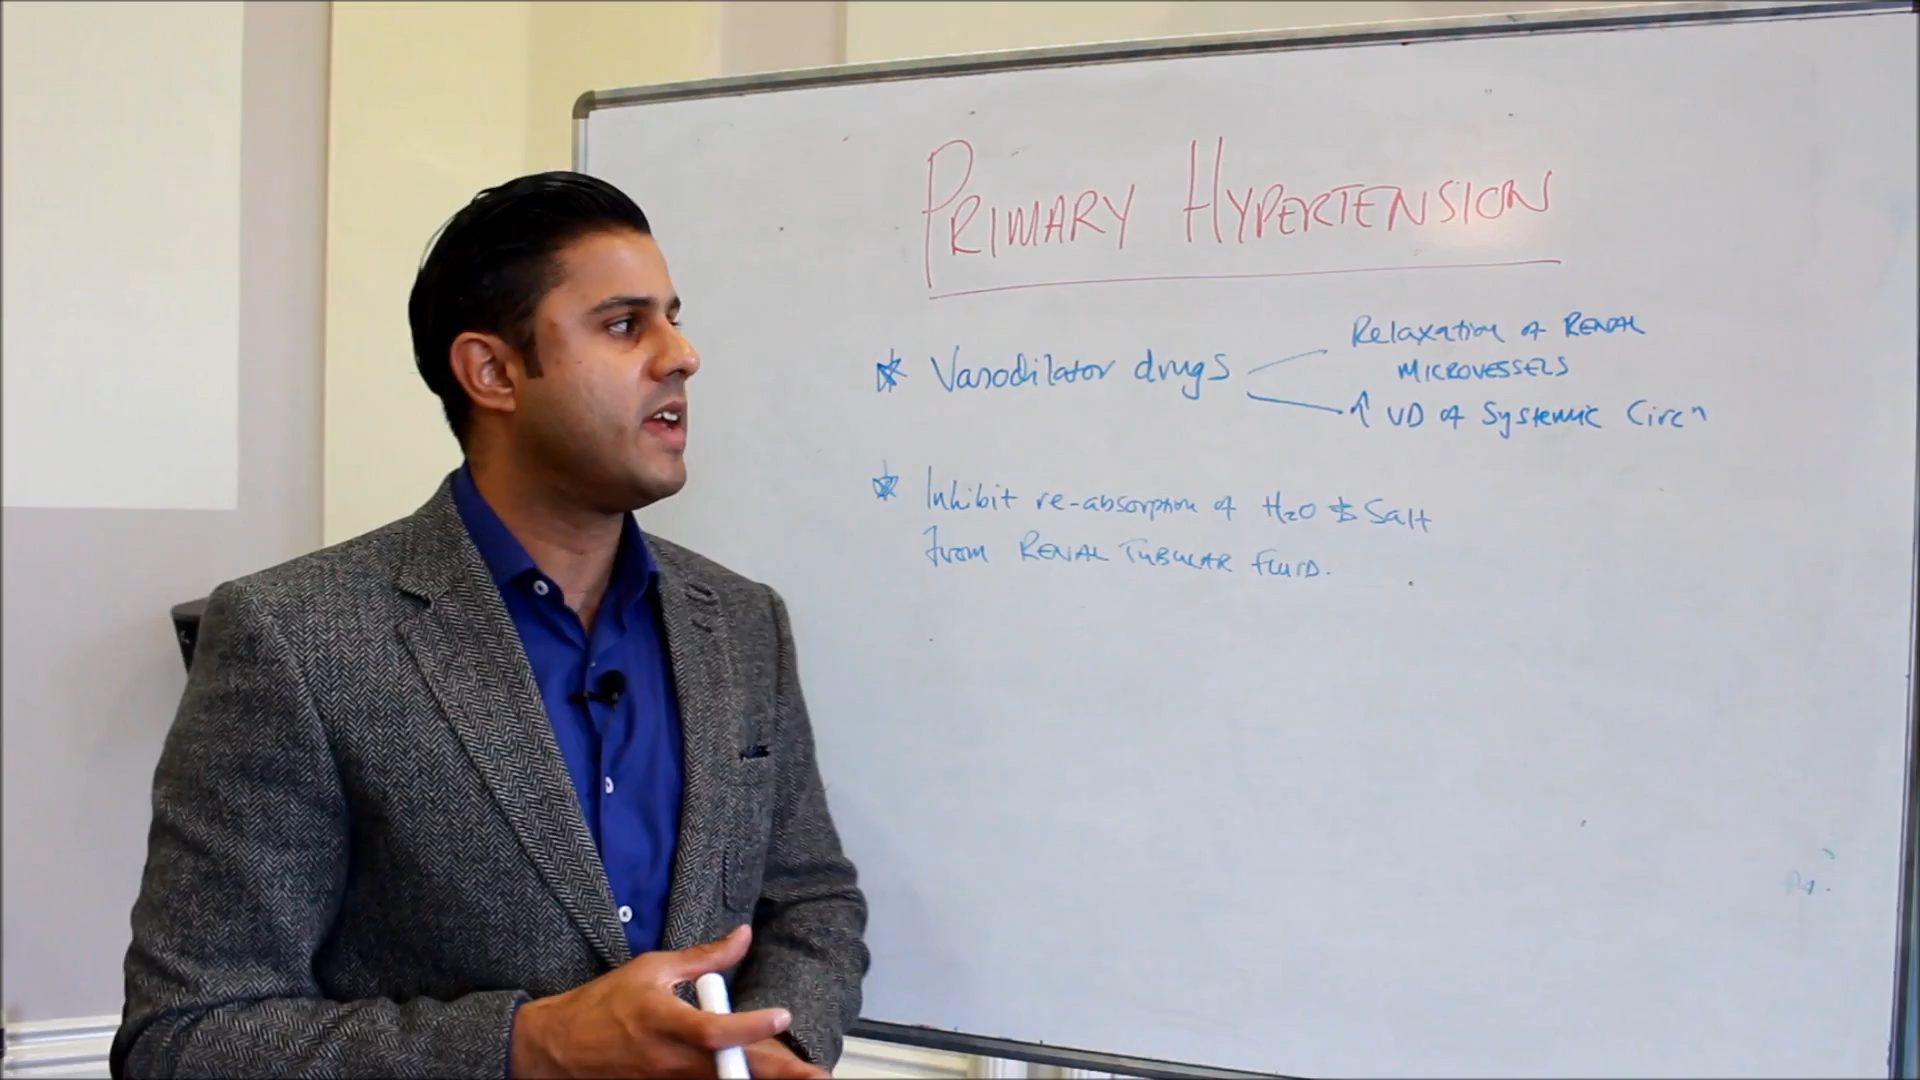 PRIMARY HYPERTENSION
* Vasodilator drugs
Relaxation of RENAL
MICROVESSELS
↑ VD of Systemic Circⁿ
* Inhibit re-absorption of H₂O & Salt
from RENAL TUBULAR FLUID.